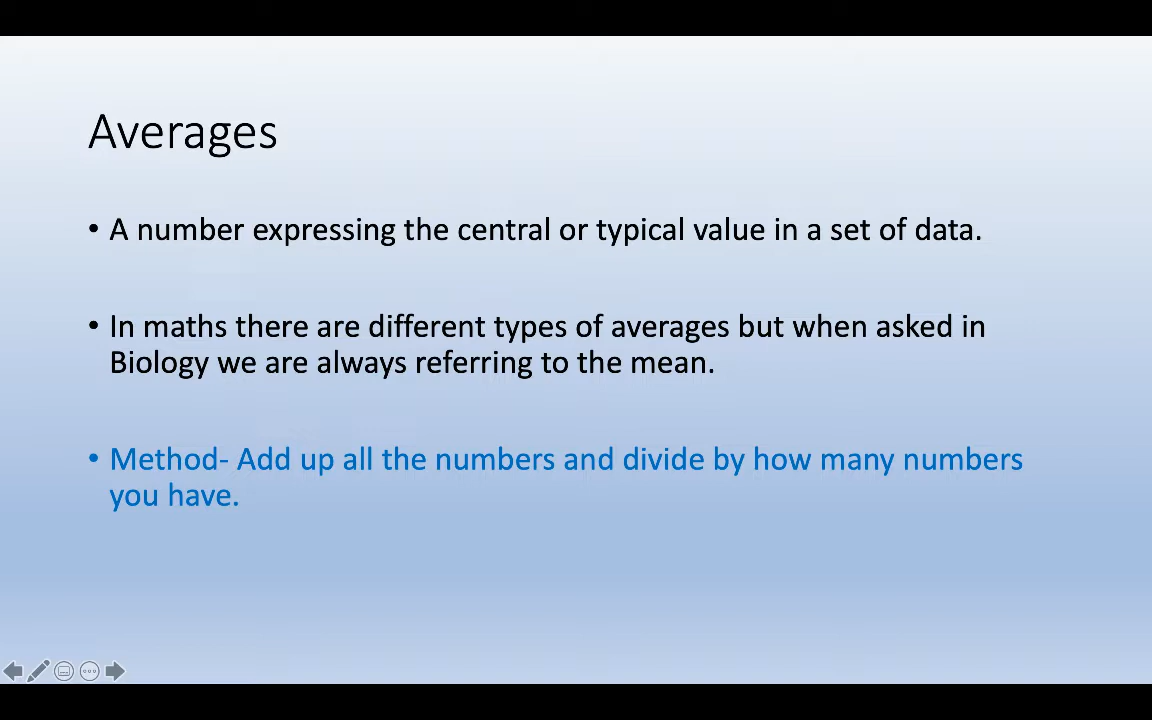 Averages
• A number expressing the central or typical value in a set of data.
• In maths there are different types of averages but when asked in
Biology we are always referring to the mean.
• Method- Add up all the numbers and divide by how many numbers
you have.